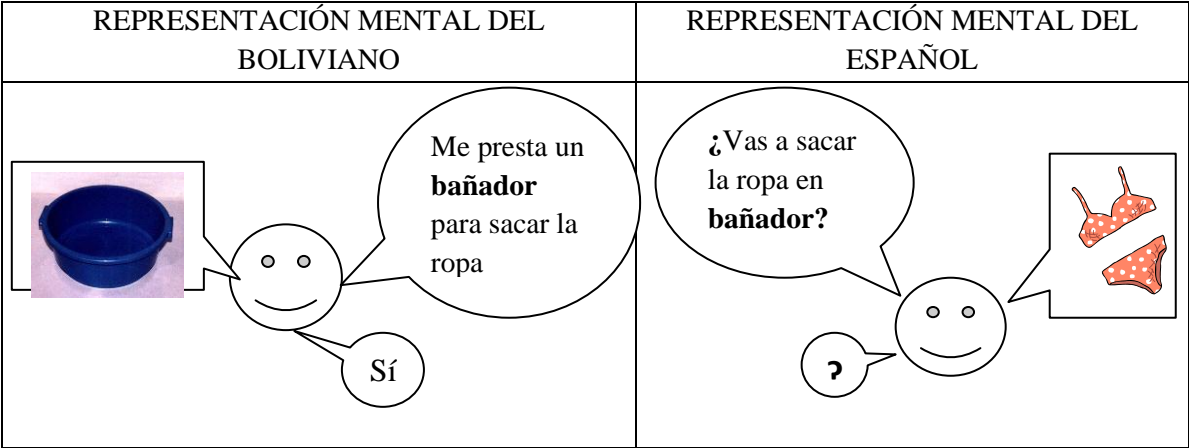 REPRESENTACIÓN MENTAL DEL
BOLIVIANO
REPRESENTACIÓN MENTAL DEL
ESPAÑOL
Me presta un
bañador
para sacar la
ropa
Sí
¿Vas a sacar
la ropa en
bañador?
?